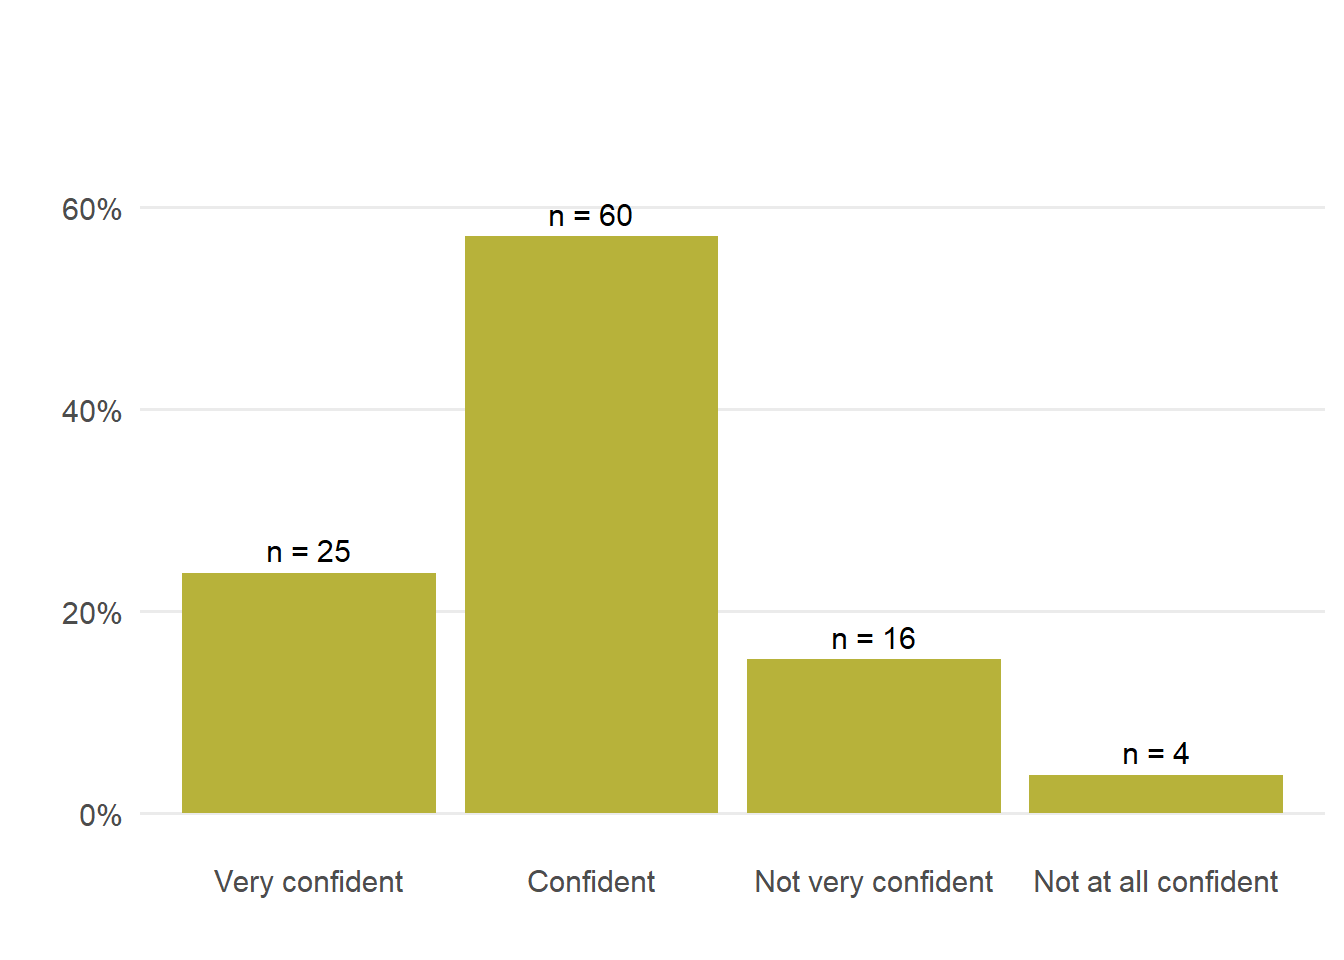 60%
n = 60
40%
n = 25
20%
n = 16
n = 4
0%
Very confident
Confident
Not very confident
Not at all confident